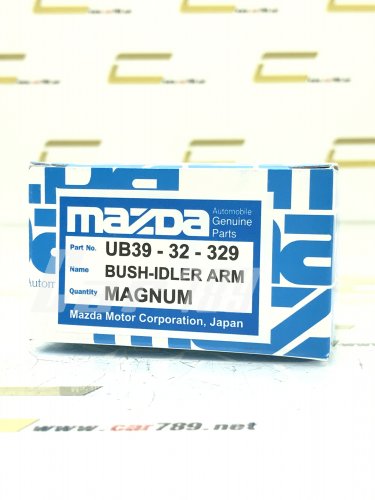 mazda
Automobile
Genuine
Parts
Part No. UB39 - 32 - 329
Name BUSH-IDLER ARM
Quantity MAGNUM
Mazda Motor Corporation, Japan
Automob
www.car789.net